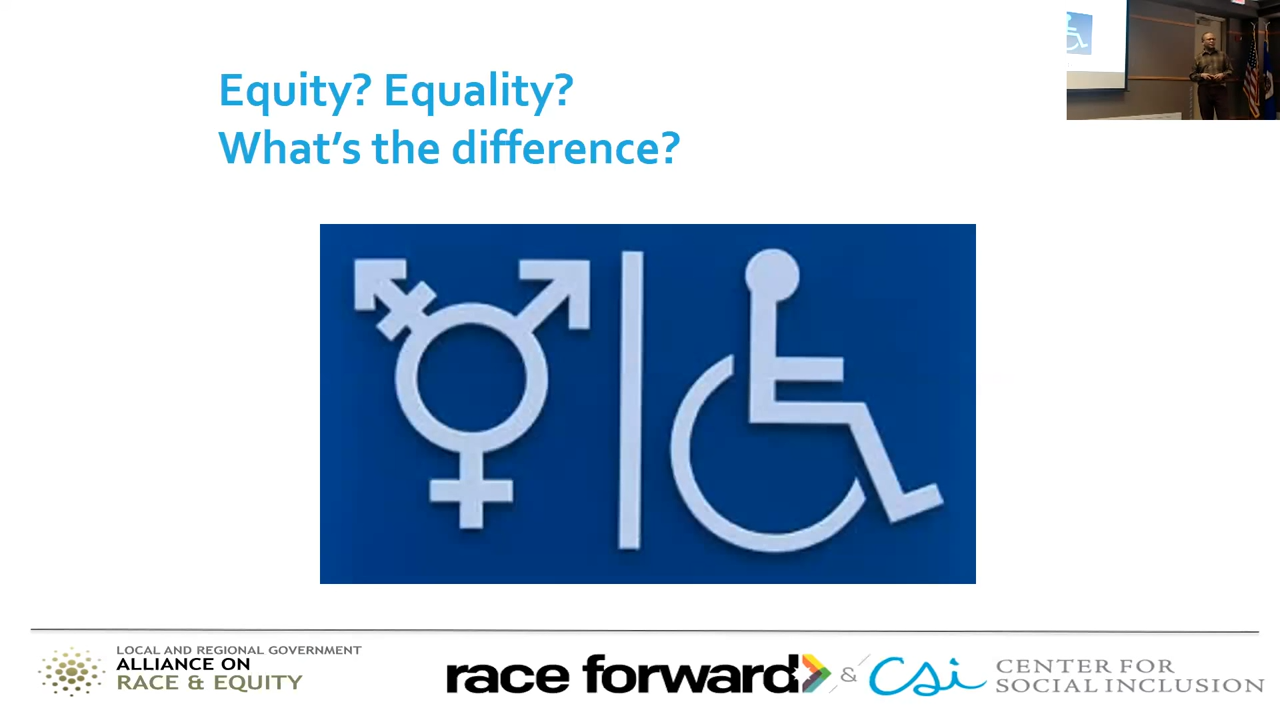 Equity? Equality?
What's the difference?
LOCAL AND REGIONAL GOVERNMENT
ALLIANCE ON
RACE & EQUITY
race forward
&
csi
CENTER FOR
SOCIAL INCLUSION